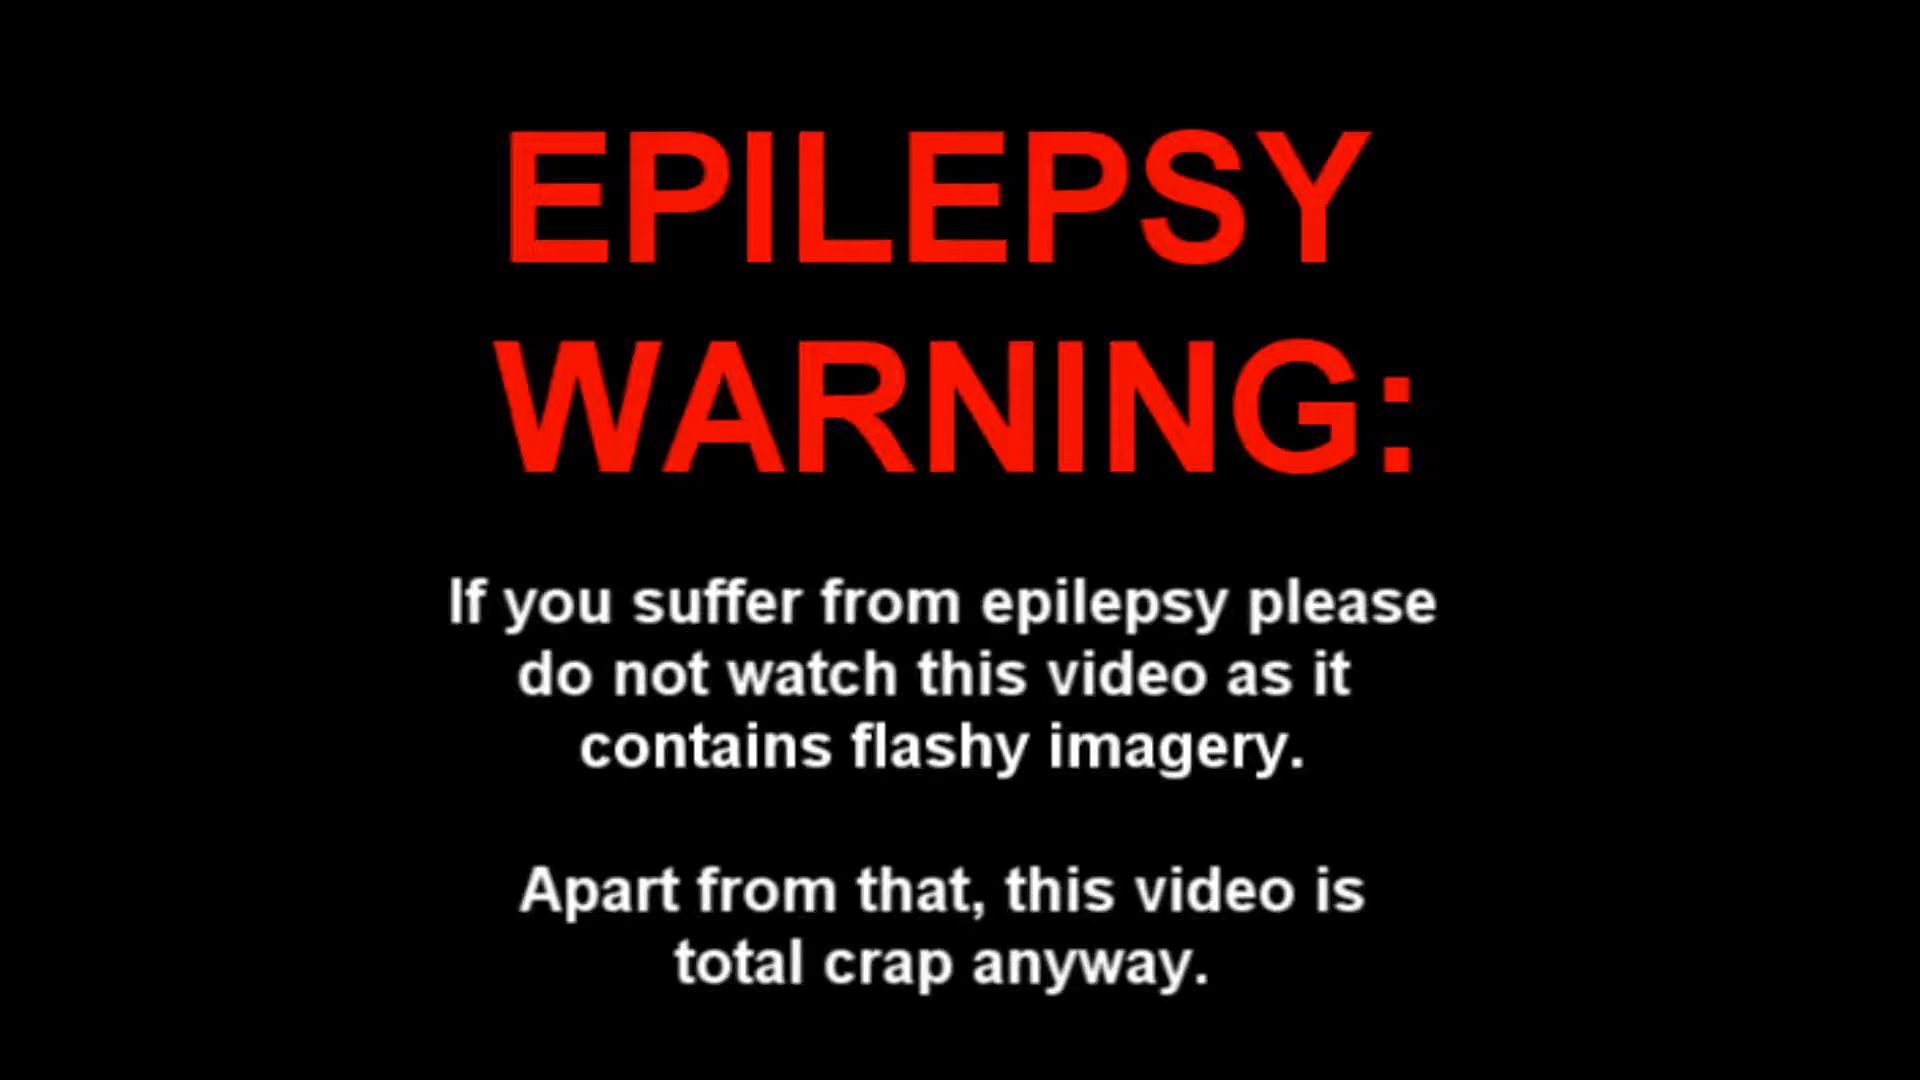 EPILEPSY
WARNING:
If you suffer from epilepsy please
do not watch this video as it
contains flashy imagery.
Apart from that, this video is
total crap anyway.